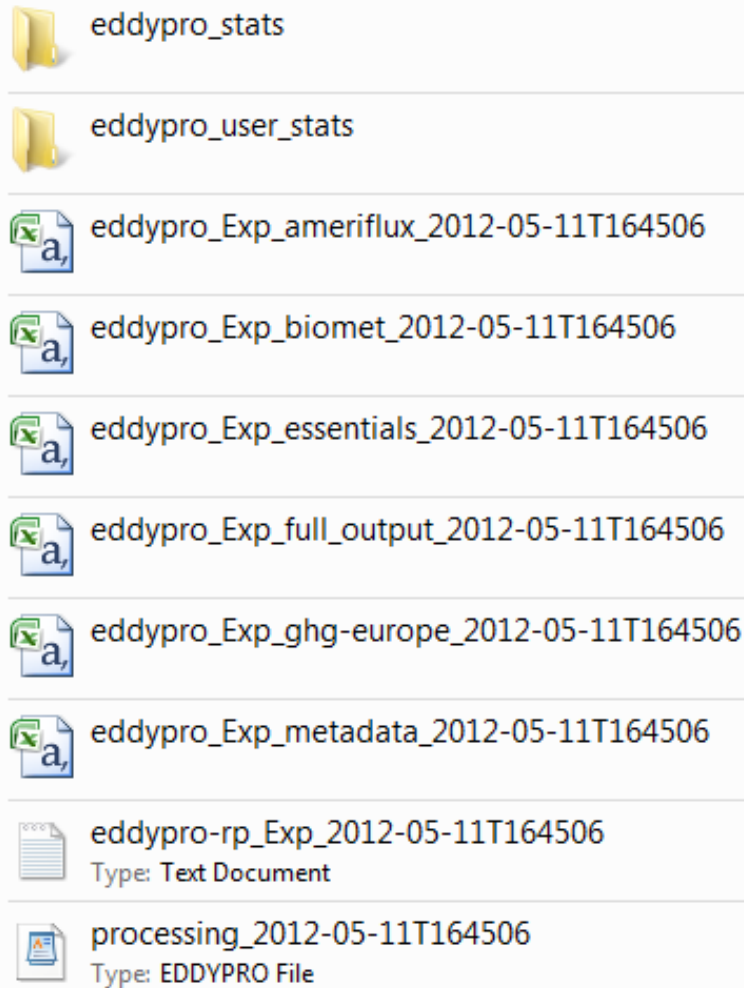 eddypro_stats
eddypro_user_stats
eddypro_Exp_ameriflux_2012-05-11T164506
eddypro_Exp_biomet_2012-05-11T164506
eddypro_Exp_essentials_2012-05-11T164506
eddypro_Exp_full_output_2012-05-11T164506
eddypro_Exp_ghg-europe_2012-05-11T164506
eddypro_Exp_metadata_2012-05-11T164506
eddypro-rp_Exp_2012-05-11T164506
Type: Text Document
processing_2012-05-11T164506
Type: EDDYPRO File